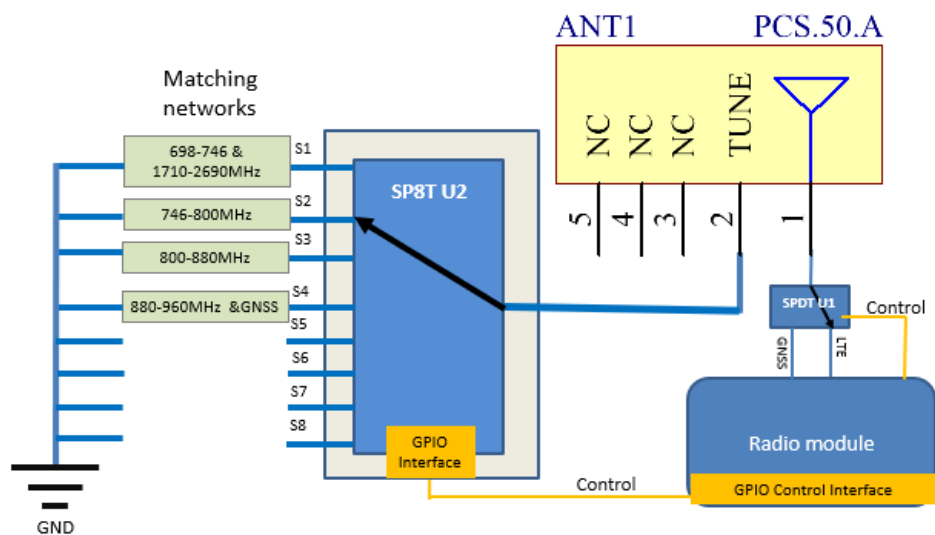 ANT1
PCS.50.A
Matching
networks
NC
NC
NC
TUNE
5
4
3
2
1
698-746 &
1710-2690MHz
S1
746-800MHz
S2
800-880MHz
S3
880-960MHz &GNSS
S4
S5
S6
S7
S8
SP8T U2
GPIO
Interface
SPDT U1
Control
GNSS
LTE
Radio module
GPIO Control Interface
Control
GND